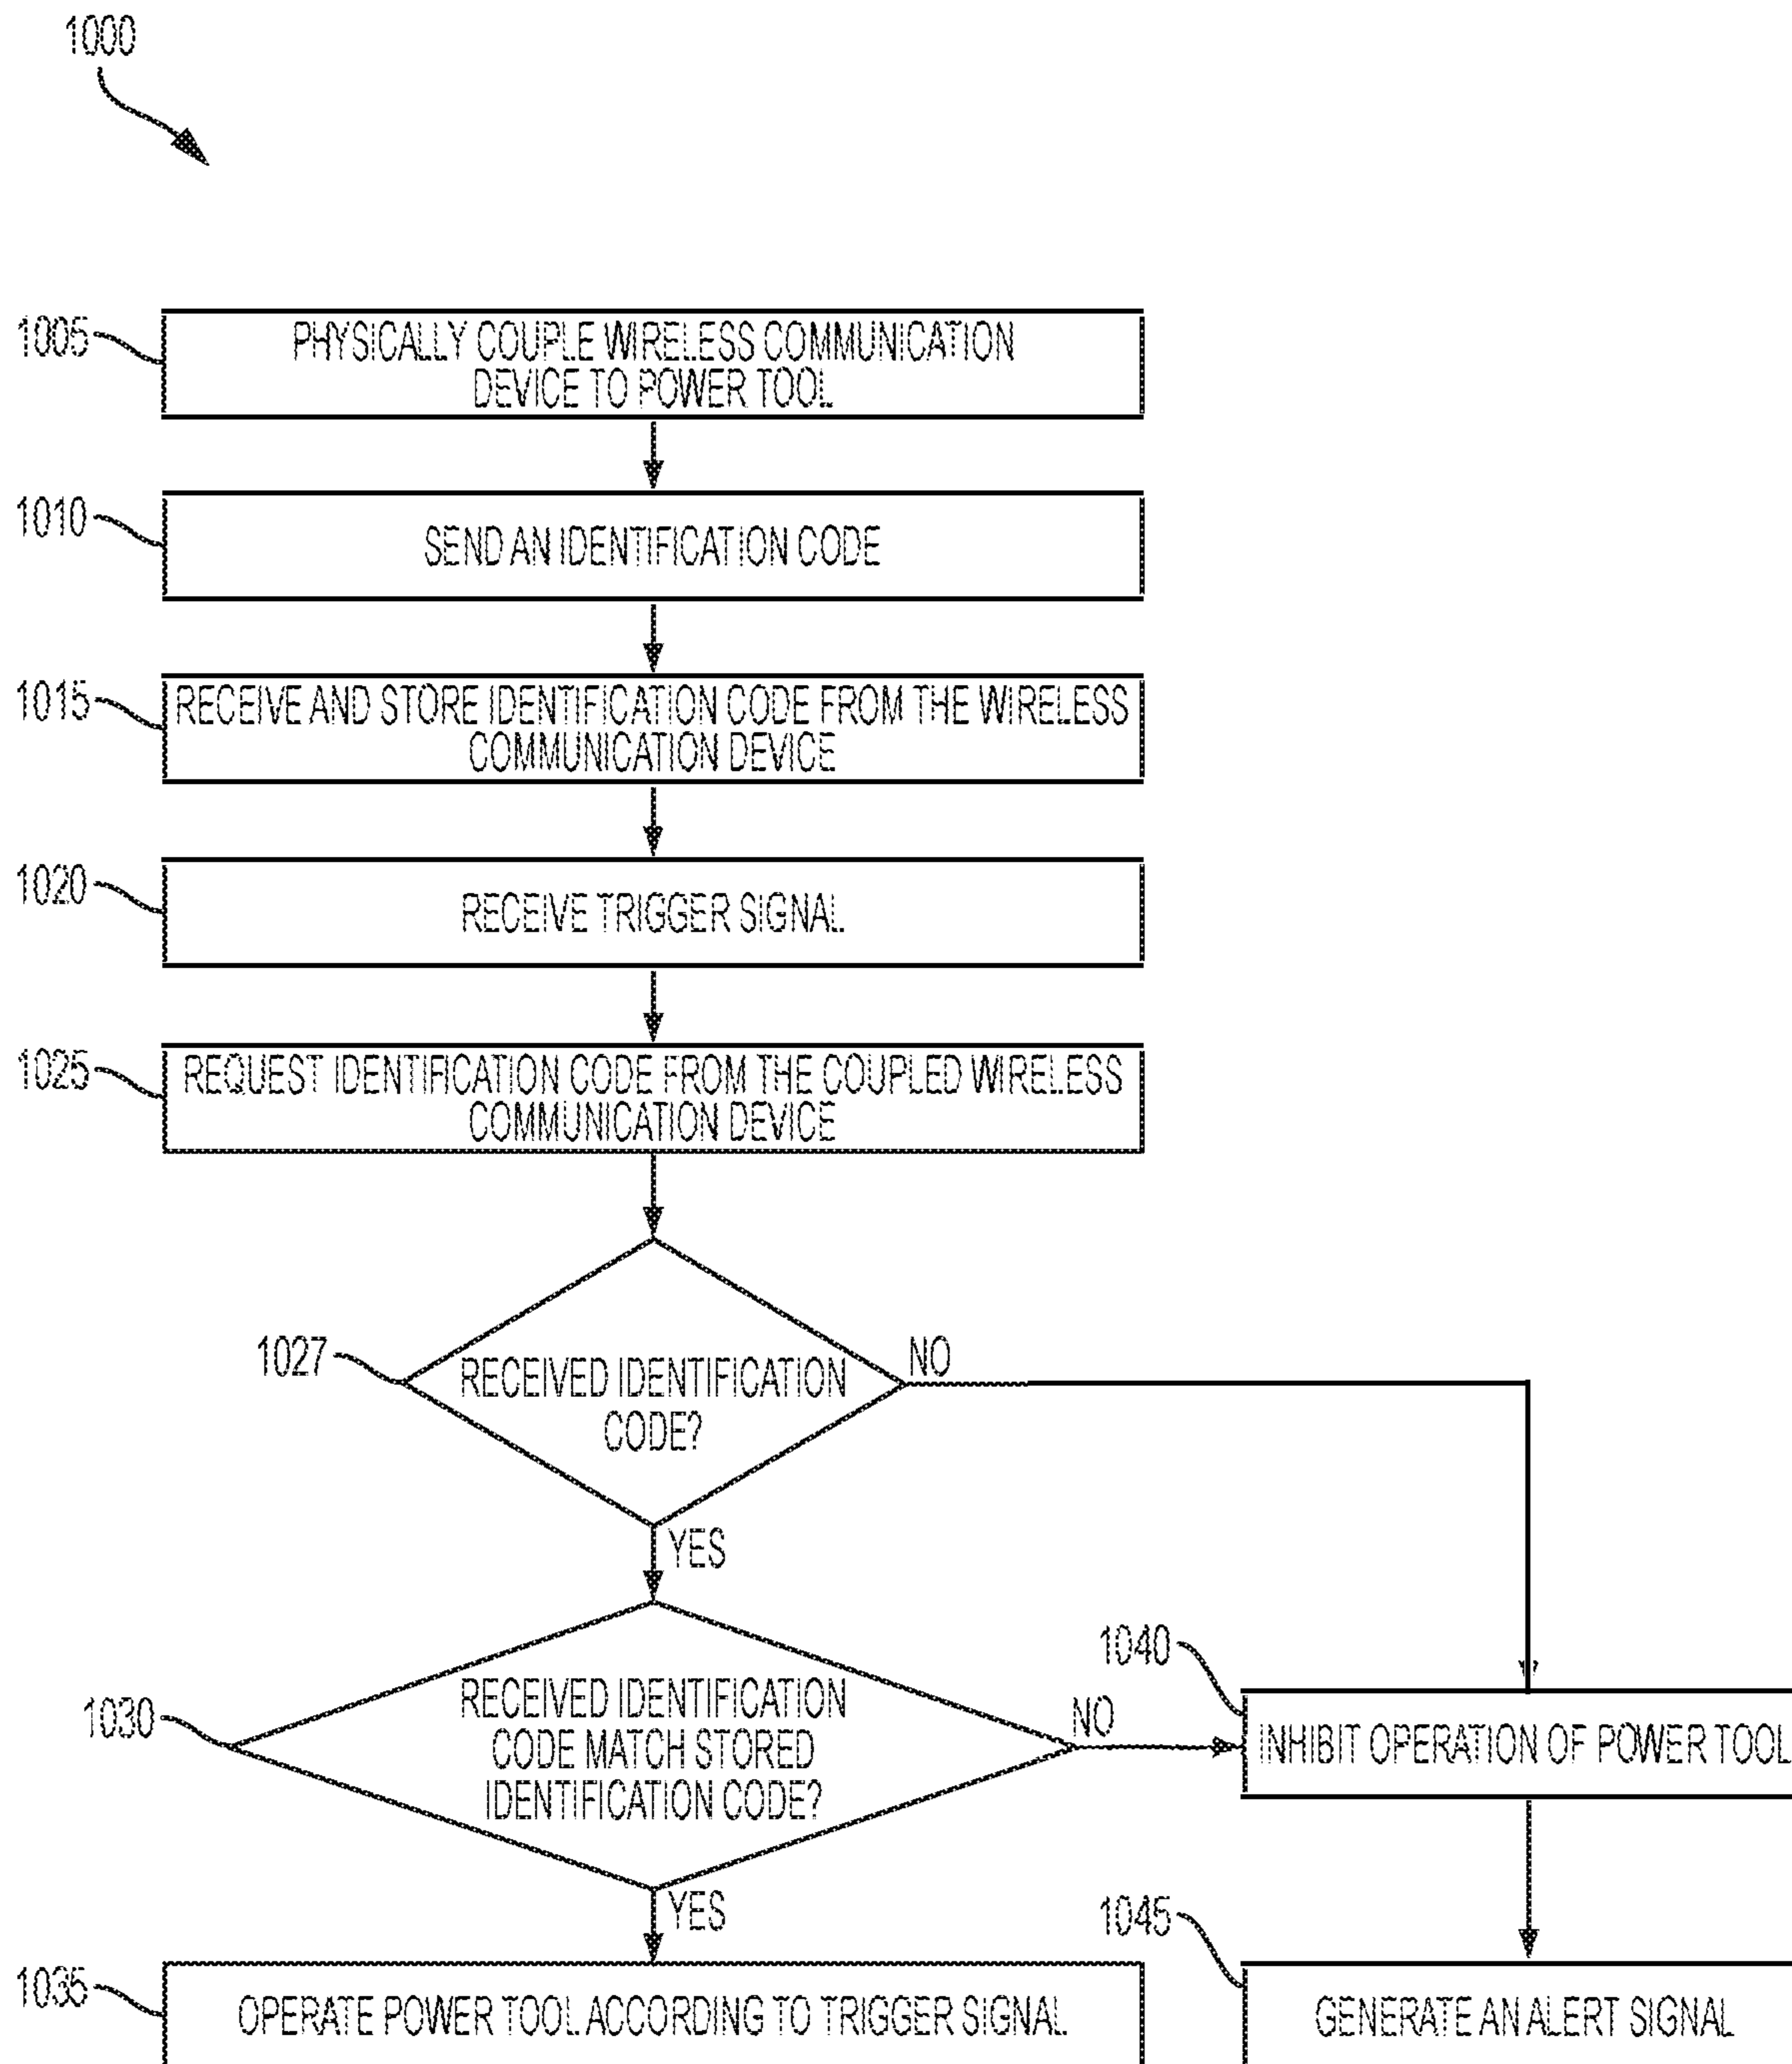 1000
1005
PHYSICALLY COUPLE WIRELESS COMMUNICATION
DEVICE TO POWER TOOL
1010
SEND AN IDENTIFICATION CODE
1015
RECEIVE AND STORE IDENTIFICATION CODE FROM THE WIRELESS
COMMUNICATION DEVICE
1020
RECEIVE TRIGGER SIGNAL
1025
REQUEST IDENTIFICATION CODE FROM THE COUPLED WIRELESS
COMMUNICATION DEVICE
1027
RECEIVED IDENTIFICATION
CODE?
NO
YES
1030
RECEIVED IDENTIFICATION
CODE MATCH STORED
IDENTIFICATION CODE?
NO
1040
INHIBIT OPERATION OF POWER TOOL
YES
1035
OPERATE POWER TOOL ACCORDING TO TRIGGER SIGNAL
1045
GENERATE AN ALERT SIGNAL